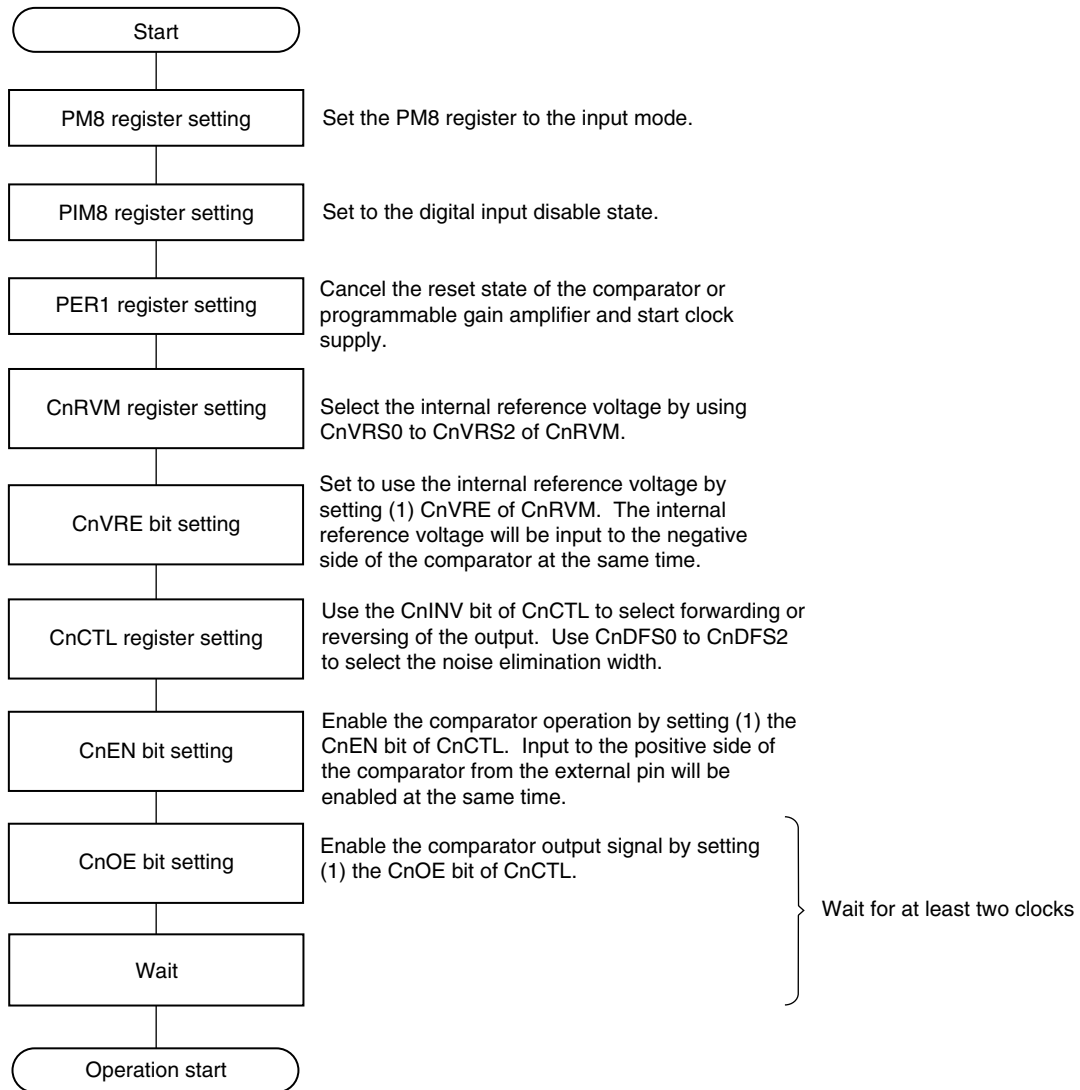 Start
PM8 register setting
Set the PM8 register to the input mode.
PIM8 register setting
Set to the digital input disable state.
PER1 register setting
Cancel the reset state of the comparator or
programmable gain amplifier and start clock
supply.
CnRVM register setting
Select the internal reference voltage by using
CnVRS0 to CnVRS2 of CnRVM.
CnVRE bit setting
Set to use the internal reference voltage by
setting (1) CnVRE of CnRVM.  The internal
reference voltage will be input to the negative
side of the comparator at the same time.
CnCTL register setting
Use the CnINV bit of CnCTL to select forwarding or
reversing of the output.  Use CnDFS0 to CnDFS2
to select the noise elimination width.
CnEN bit setting
Enable the comparator operation by setting (1) the
CnEN bit of CnCTL.  Input to the positive side of
the comparator from the external pin will be
enabled at the same time.
CnOE bit setting
Enable the comparator output signal by setting
(1) the CnOE bit of CnCTL.
Wait for at least two clocks
Wait
Operation start